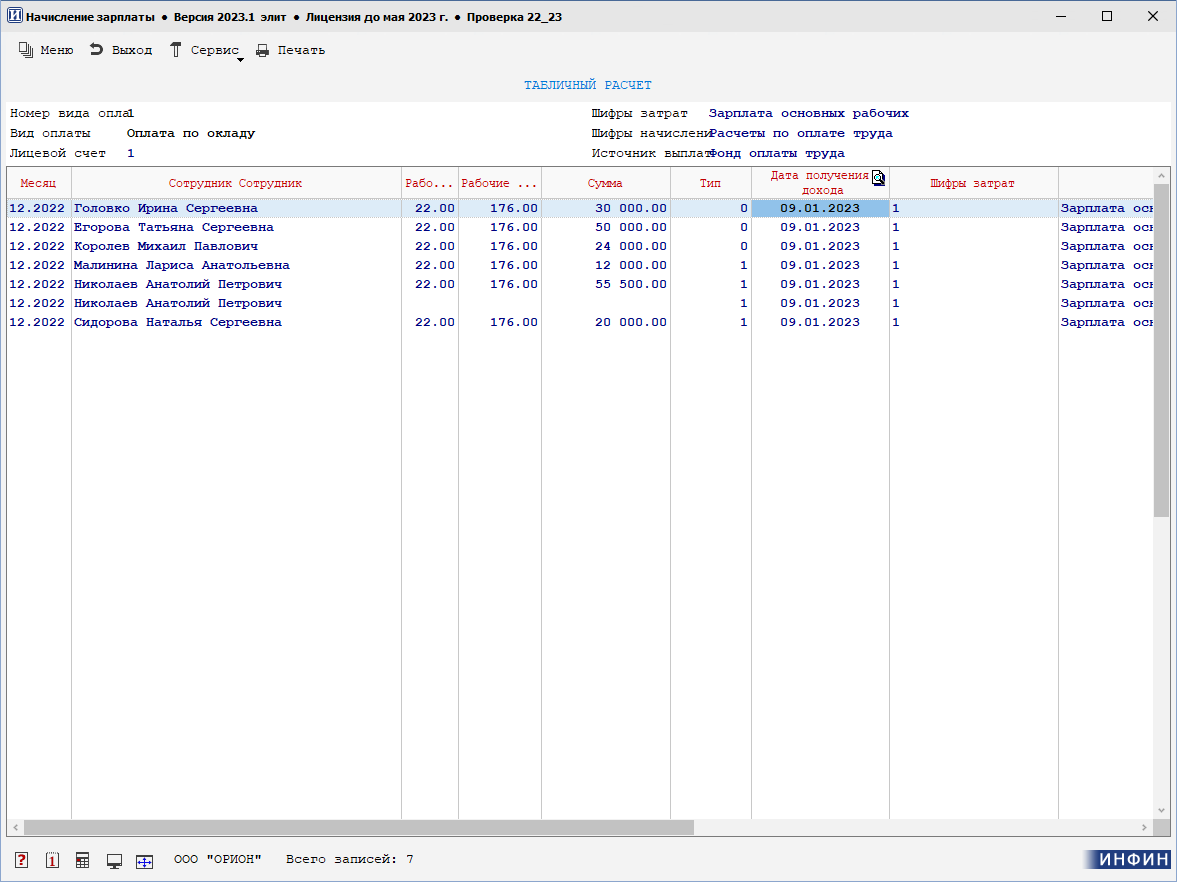 Начисление зарплаты • Версия 2023.1 элит • Лицензия до мая 2023 г. • Проверка 22_23
Меню Выход Сервис Печать
ТАБЛИЧНЫЙ РАСЧЕТ
Номер вида опла 1 Шифры затрат Зарплата основных рабочих
Вид оплаты Оплата по окладу Шифры начислени Расчеты по оплате труда
Лицевой счет 1 Источник выплат Фонд оплаты труда
Месяц Сотрудник Сотрудник Рабо... Рабочие ... Сумма Тип Дата получения дохода Шифры затрат
12.2022 Головко Ирина Сергеевна 22.00 176.00 30 000.00 0 09.01.2023 1 Зарплата осн
12.2022 Егорова Татьяна Сергеевна 22.00 176.00 50 000.00 0 09.01.2023 1 Зарплата осн
12.2022 Королев Михаил Павлович 22.00 176.00 24 000.00 0 09.01.2023 1 Зарплата осн
12.2022 Малинина Лариса Анатольевна 22.00 176.00 12 000.00 1 09.01.2023 1 Зарплата осн
12.2022 Николаев Анатолий Петрович 22.00 176.00 55 500.00 1 09.01.2023 1 Зарплата осн
12.2022 Николаев Анатолий Петрович 1 09.01.2023 1 Зарплата осн
12.2022 Сидорова Наталья Сергеевна 22.00 176.00 20 000.00 1 09.01.2023 1 Зарплата осн
ООО "ОРИОН" Всего записей: 7
ИНФИН